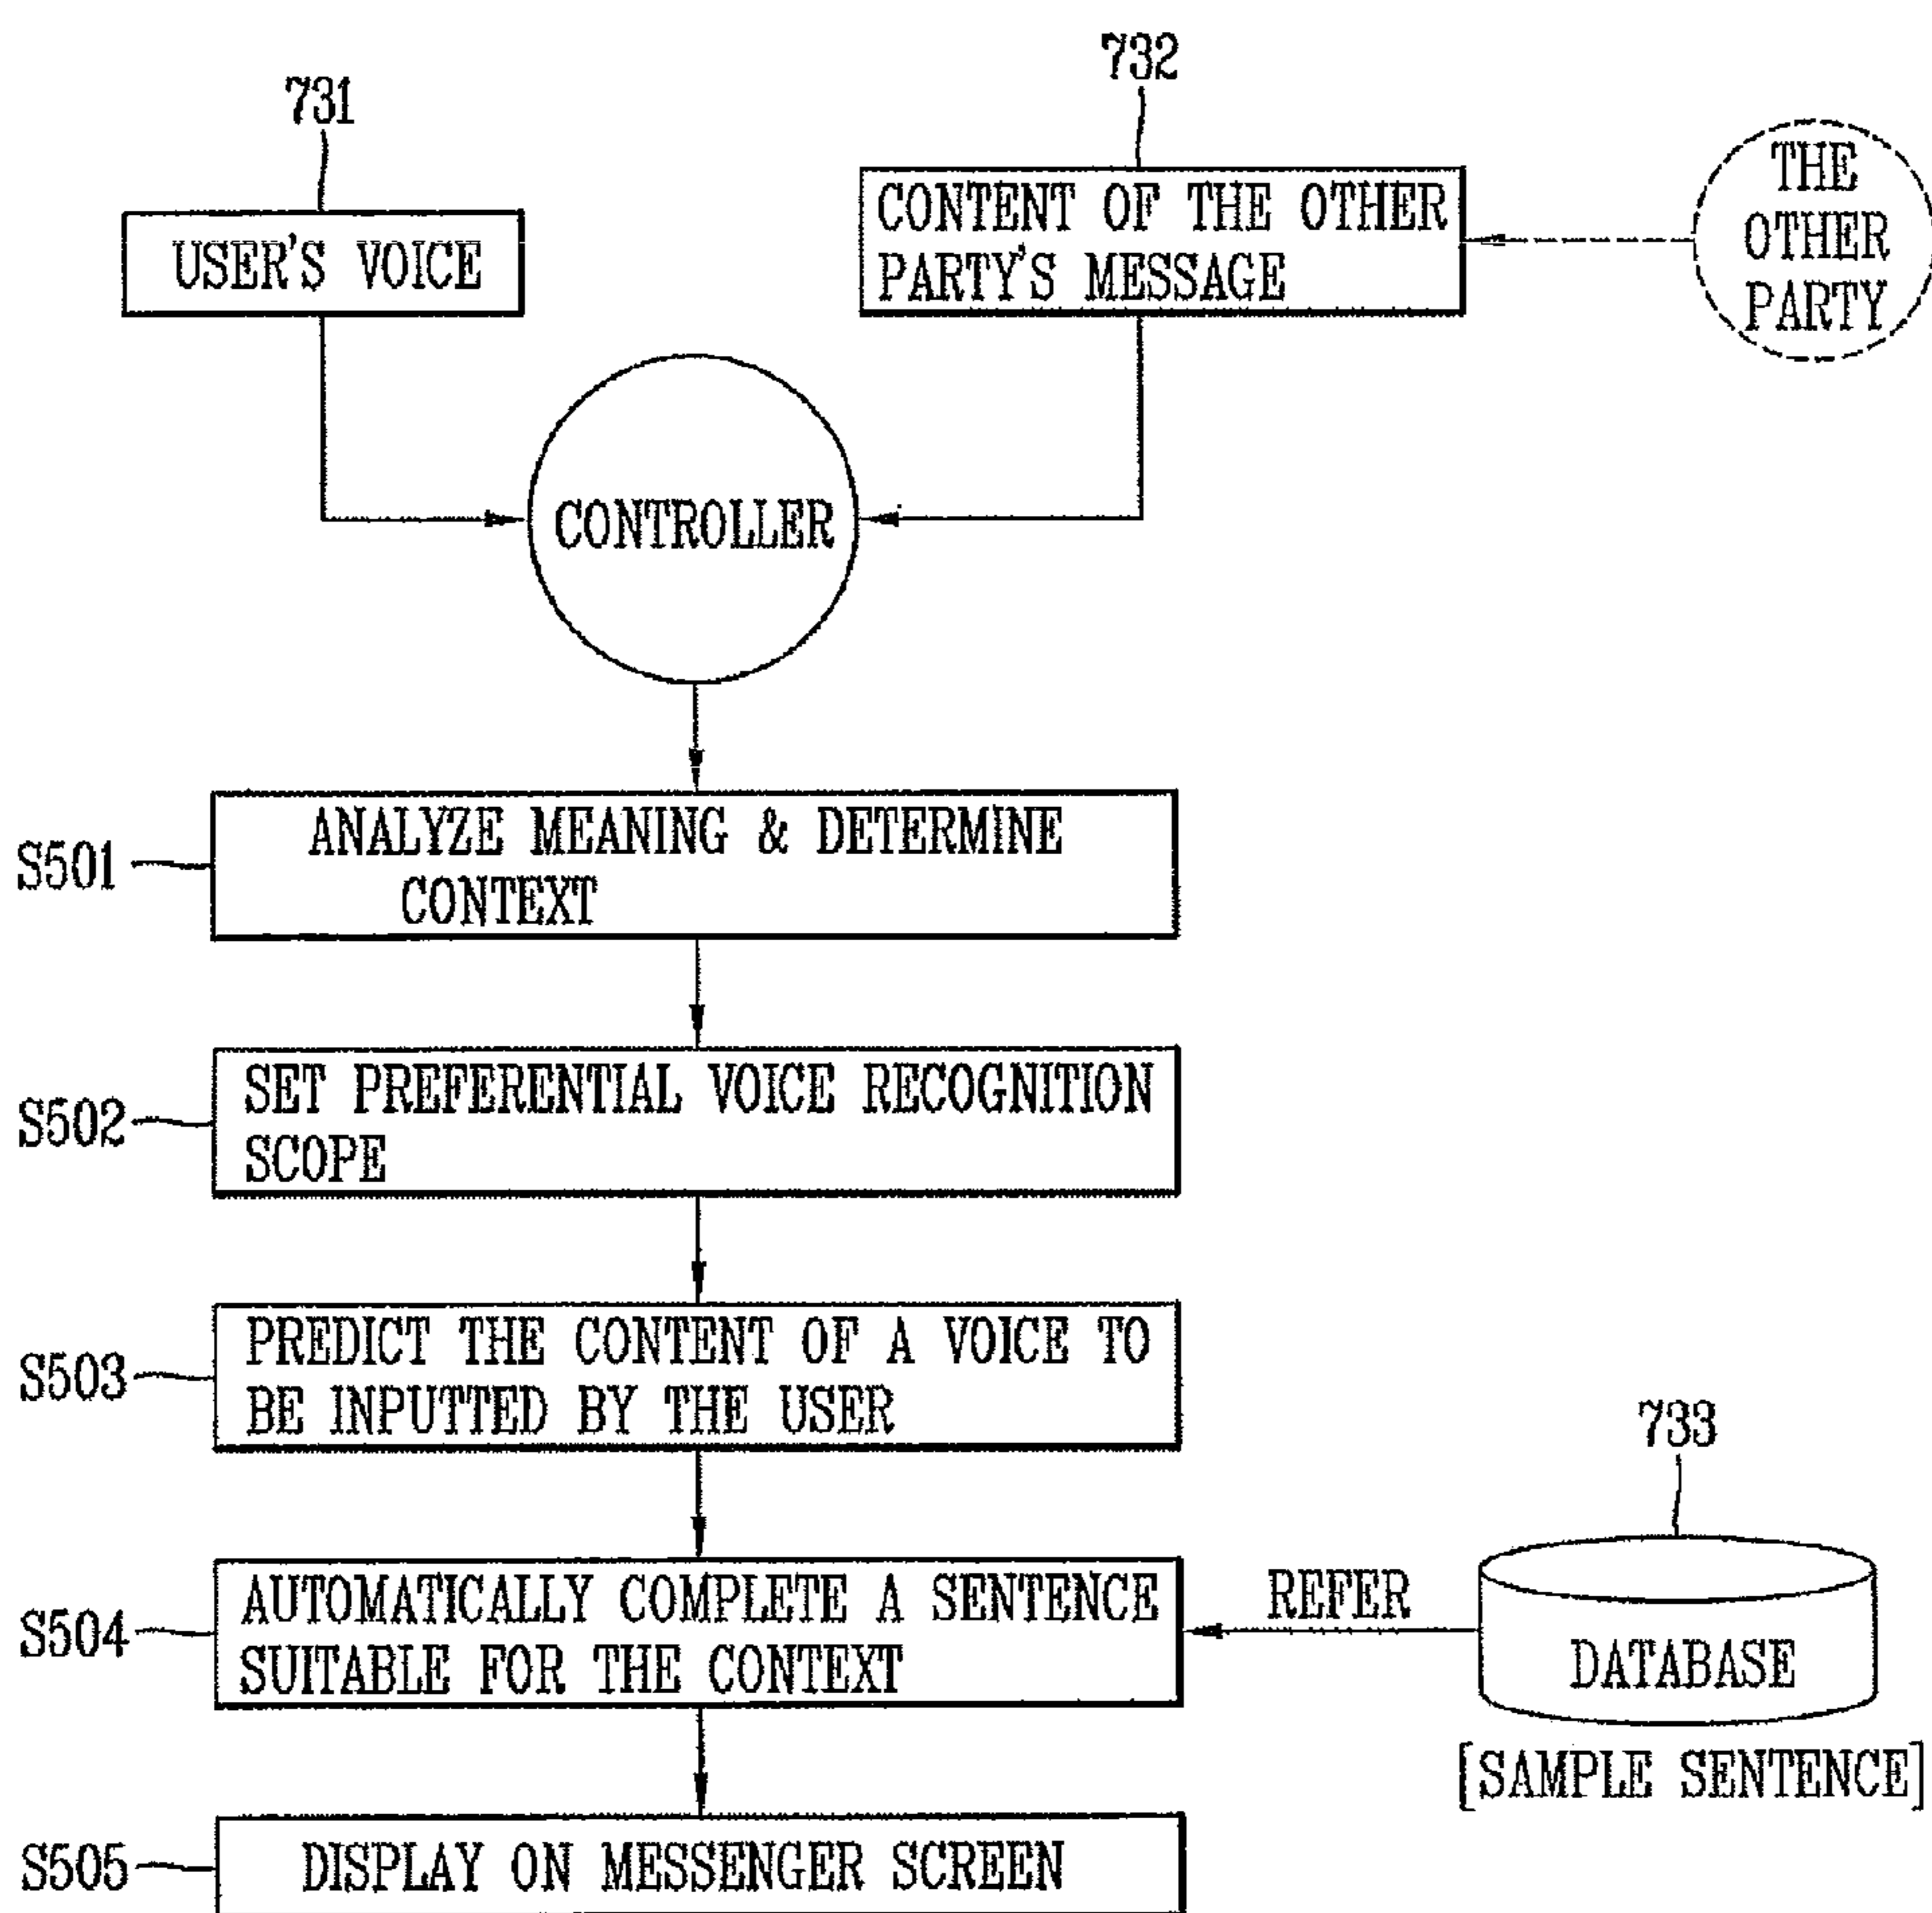 731
732
USER'S VOICE
CONTENT OF THE OTHER
PARTY'S MESSAGE
THE
OTHER
PARTY
CONTROLLER
S501
ANALYZE MEANING & DETERMINE
CONTEXT
S502
SET PREFERENTIAL VOICE RECOGNITION
SCOPE
S503
PREDICT THE CONTENT OF A VOICE TO
BE INPUTTED BY THE USER
733
S504
AUTOMATICALLY COMPLETE A SENTENCE
SUITABLE FOR THE CONTEXT
REFER
DATABASE
[SAMPLE SENTENCE]
S505
DISPLAY ON MESSENGER SCREEN